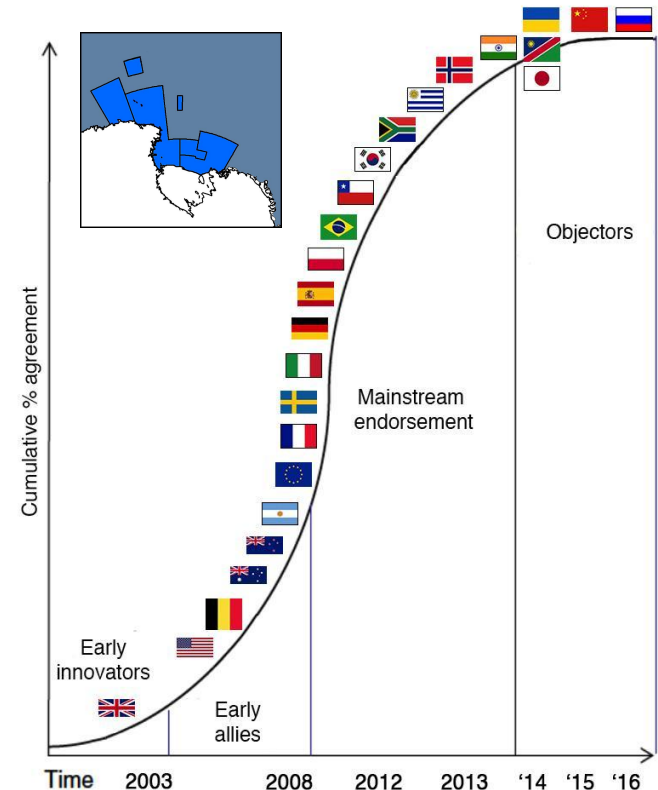 Objectors
Cumulative % agreement
Mainstream
endorsement
Early
innovators
Early
allies
Time
2003
2008
2012
2013
‘14
‘15
‘16